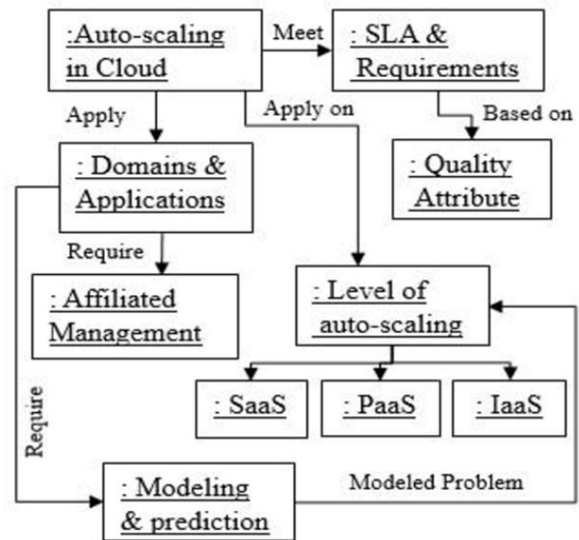 :Auto-scaling
in Cloud
Meet
: SLA &
Requirements
Apply
Apply on
Based on
: Domains &
Applications
: Quality
Attribute
Require
: Affiliated
Management
: Level of
auto-scaling
: SaaS
: PaaS
: IaaS
Require
: Modeling
& prediction
Modeled Problem